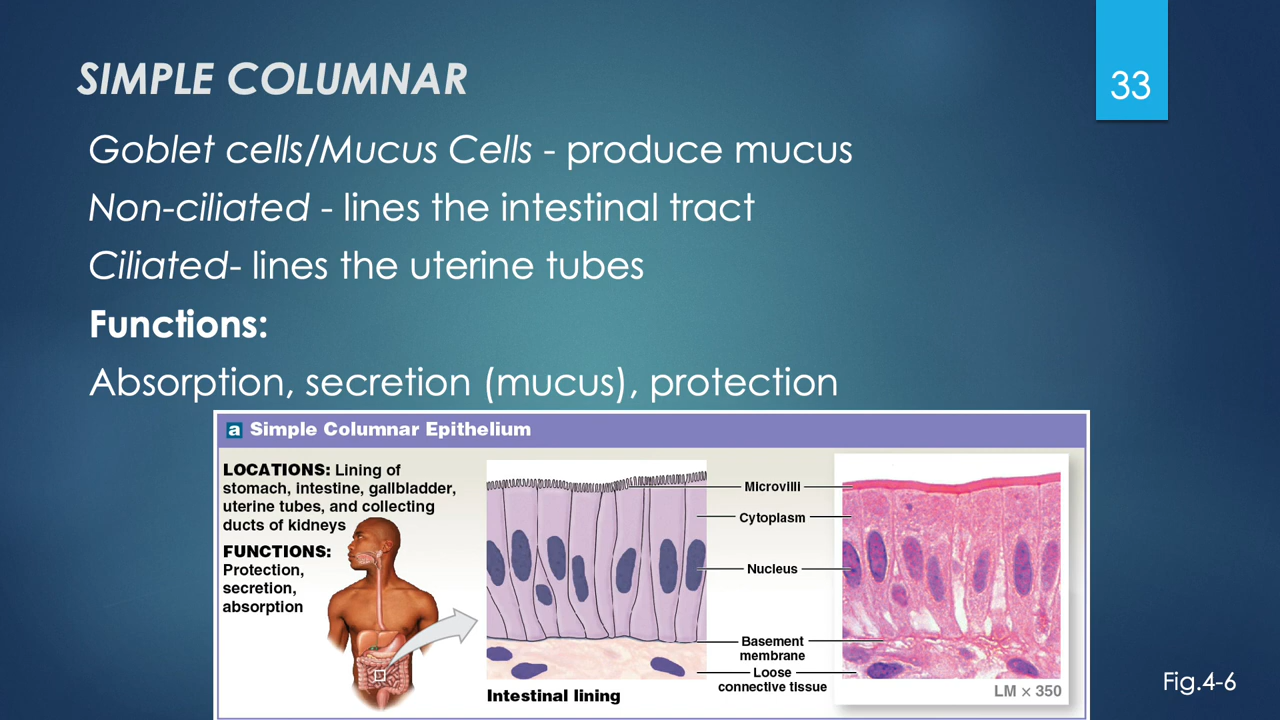 SIMPLE COLUMNAR
33
Goblet cells/Mucus Cells - produce mucus
Non-ciliated - lines the intestinal tract
Ciliated- lines the uterine tubes
Functions:
Absorption, secretion (mucus), protection
a Simple Columnar Epithelium
LOCATIONS: Lining of
stomach, intestine, gallbladder,
uterine tubes, and collecting
ducts of kidneys
FUNCTIONS:
Protection,
secretion,
absorption
Microvilli
Cytoplasm
Nucleus
Basement
membrane
Loose
connective tissue
Intestinal lining
LM × 350
Fig.4-6